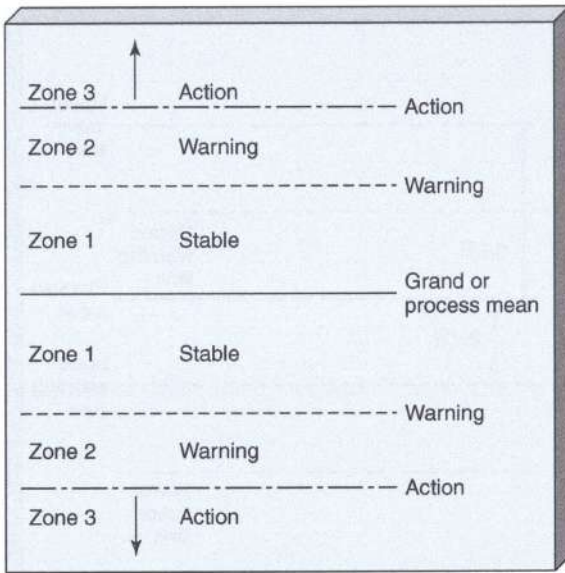 Zone 3 Action
Action
Zone 2 Warning
Warning
Zone 1 Stable
Grand or
process mean
Zone 1 Stable
Warning
Zone 2 Warning
Action
Zone 3 Action